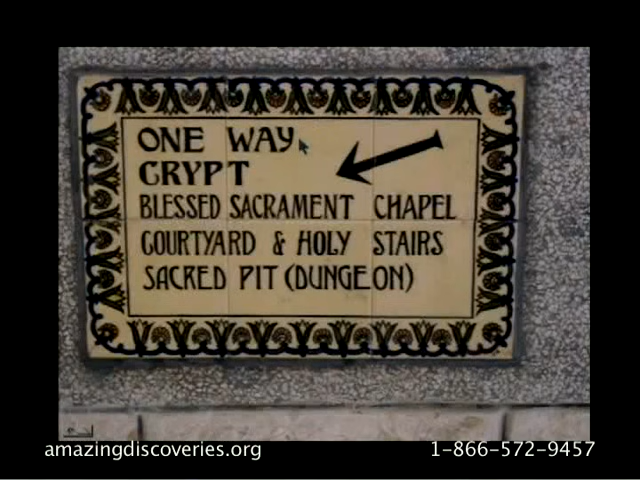 ONE WAY
CRYPT
BLESSED SACRAMENT CHAPEL
COURTYARD & HOLY STAIRS
SACRED PIT (DUNGEON)
amazingdiscoveries.org 1-866-572-9457